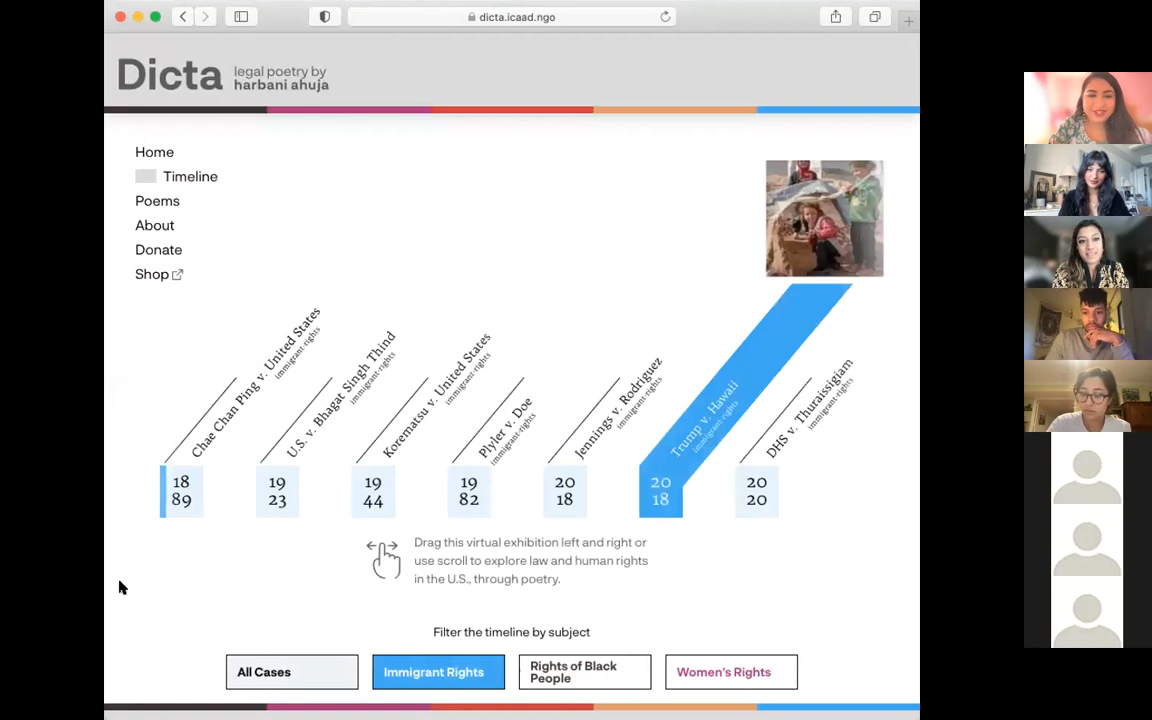 dicta.icaad.ngo
Dicta
legal poetry by
harbani ahuja
Home
Timeline
Poems
About
Donate
Shop
Chae Chan Ping v. United States
immigrant-rights
U.S. v. Bhagat Singh Thind
immigrant-rights
Korematsu v. United States
immigrant-rights
Plyler v. Doe
immigrant-rights
Jennings v. Rodriguez
immigrant-rights
Trump v. Hawaii
immigrant rights
DHS v. Thuraissigiam
immigrant-rights
18
89
19
23
19
44
19
82
20
18
20
18
20
20
Drag this virtual exhibition left and right or
use scroll to explore law and human rights
in the U.S., through poetry.
Filter the timeline by subject
All Cases
Immigrant Rights
Rights of Black
People
Women's Rights